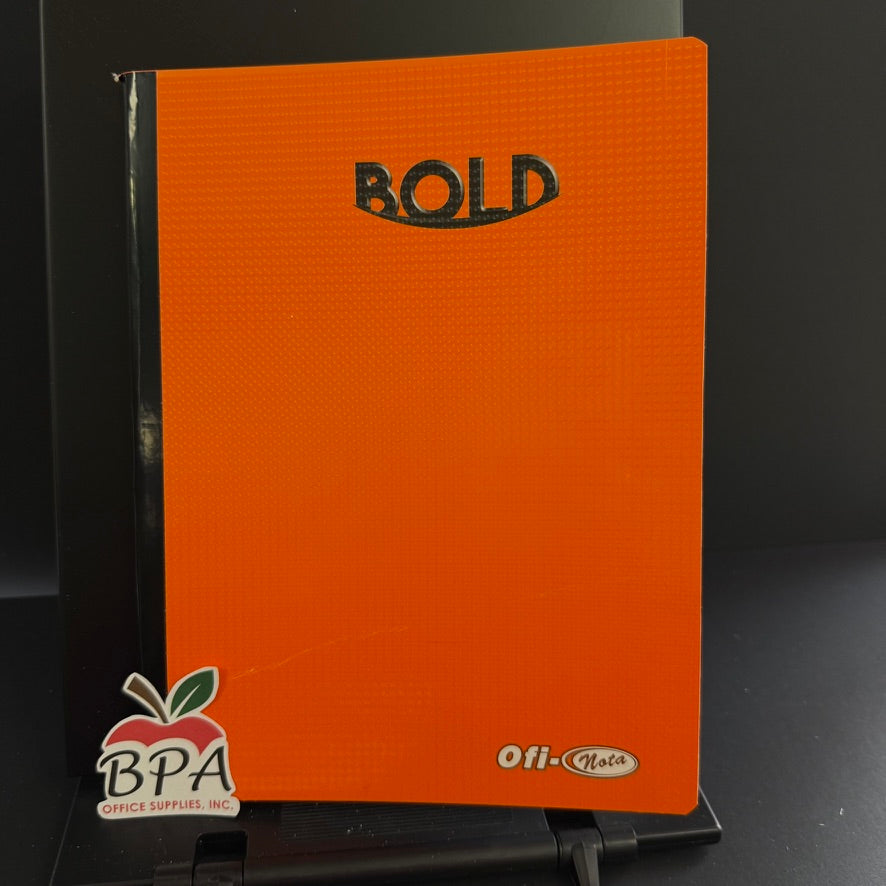 BOLD
Ofi-Nota
BPA
OFFICE SUPPLIES, INC.